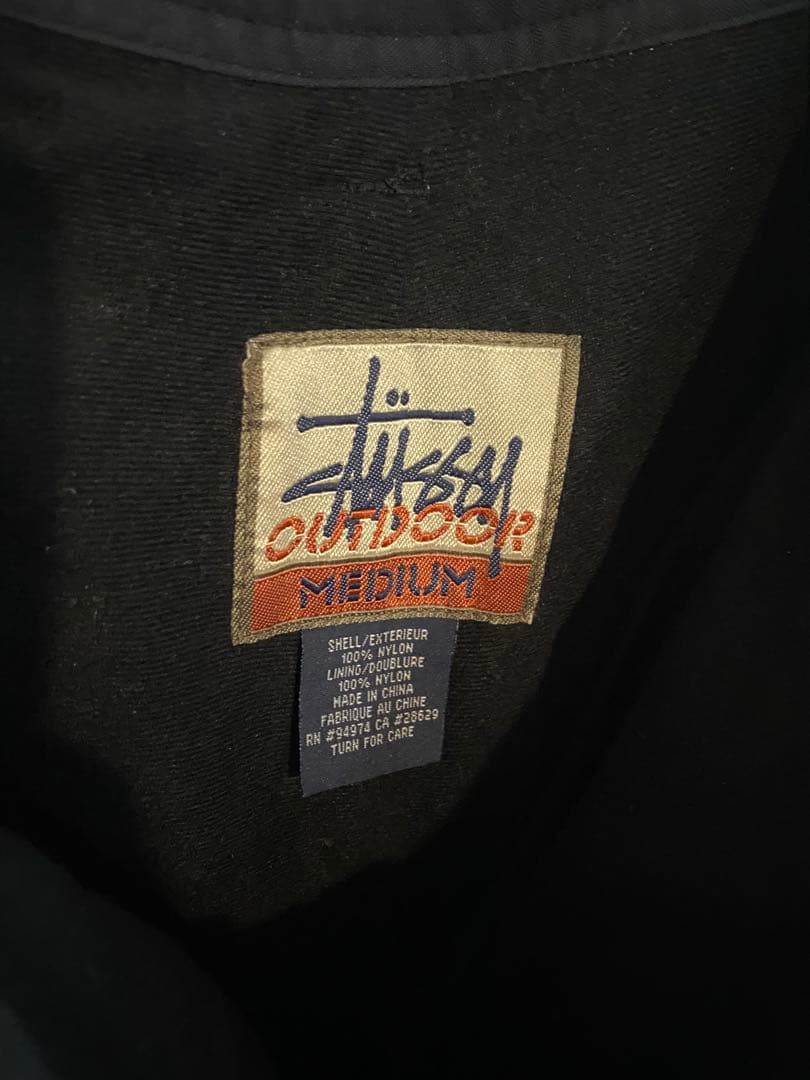 Stüssy
OUTDOOR
MEDIUM
SHELL/EXTERIEUR
100% NYLON
LINING/DOUBLURE
100% NYLON
MADE IN CHINA
FABRIQUE AU CHINE
RN #94974 CA #28629
TURN FOR CARE